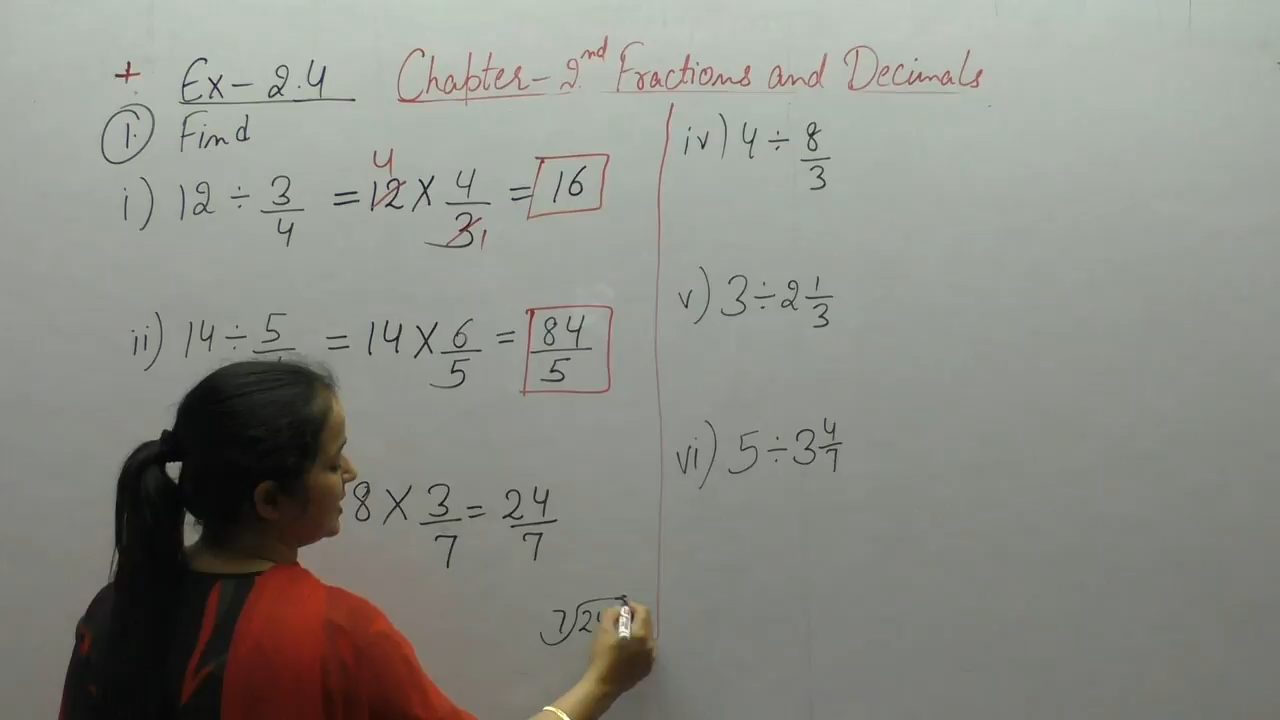 + Ex-2.4 Chapter-2nd Fractions and Decimals
1. Find
i) 12 ÷ 3/4 = 12 4 × 4/3 1 = 16
ii) 14 ÷ 5/ = 14 × 6/5 = 84/5
8 × 3/7 = 24/7
7√24
iv) 4 ÷ 8/3
v) 3 ÷ 2 1/3
vi) 5 ÷ 3 4/7